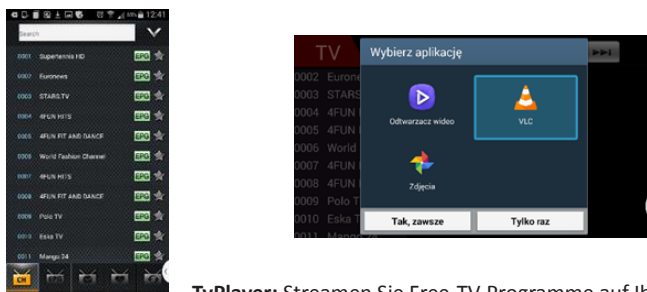 12:41
Search
0001 Supertennis HD EPG
0002 Euronews EPG
0003 STARS.TV EPG
0004 4FUN HITS EPG
0005 4FUN FIT AND DANCE EPG
0006 World Fashion Channel EPG
0007 4FUN HITS EPG
0008 4FUN FIT AND DANCE EPG
0009 Polo TV EPG
0010 Eska TV EPG
0011 Mango 24 EPG
CH
TV
Wybierz aplikację
0002 Eurone
0003 STARS
0004 4FUN
0005 4FUN
0006 World
0007 4FUN
0008 4FUN
0009 Polo T
0010 Eska T
0011 Mango 24
Odtwarzacz wideo
VLC
Zdjęcia
Tak, zawsze
Tylko raz
TvPlayer: Streamen Sie Free-TV Programme auf Ih